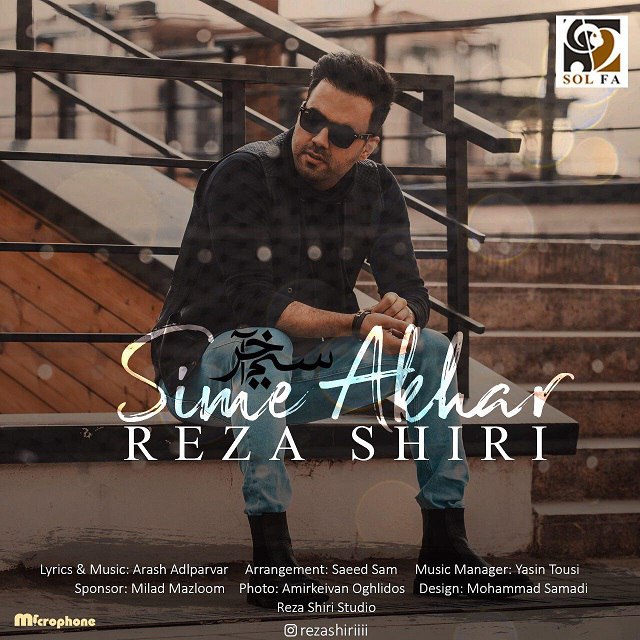 SOL FA
سیم آخر
Sime Akhar
REZA SHIRI
Lyrics & Music: Arash Adlparvar Arrangement: Saeed Sam Music Manager: Yasin Tousi
Sponsor: Milad Mazloom Photo: Amirkeivan Oghlidos Design: Mohammad Samadi
Reza Shiri Studio
Microphone
rezashiriiii